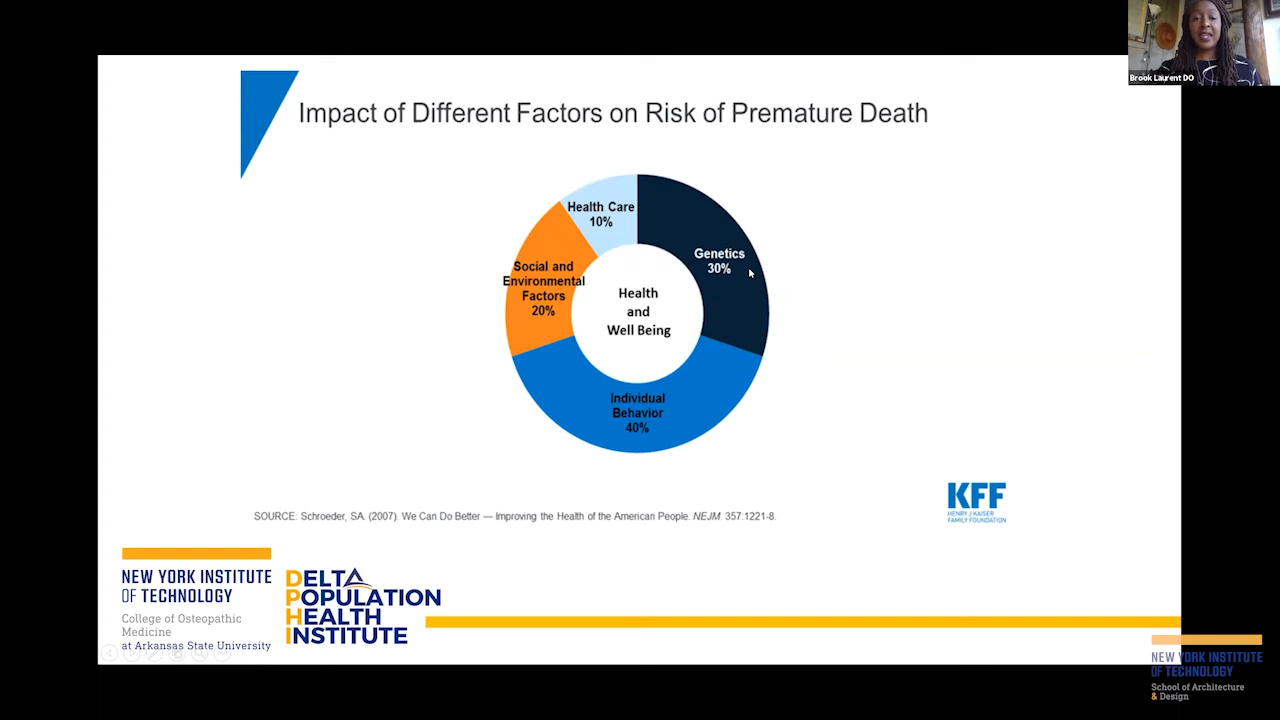 Brook Laurent DO
Impact of Different Factors on Risk of Premature Death
Health Care
10%
Genetics
30%
Social and
Environmental
Factors
20%
Health
and
Well Being
Individual
Behavior
40%
KFF
HENRY J KAISER
FAMILY FOUNDATION
SOURCE: Schroeder, SA. (2007). We Can Do Better — Improving the Health of the American People. NEJM. 357:1221-8.
NEW YORK INSTITUTE
OF TECHNOLOGY
College of Osteopathic
Medicine
at Arkansas State University
DELTA
POPULATION
HEALTH
INSTITUTE
NEW YORK INSTITUTE
OF TECHNOLOGY
School of Architecture
& Design